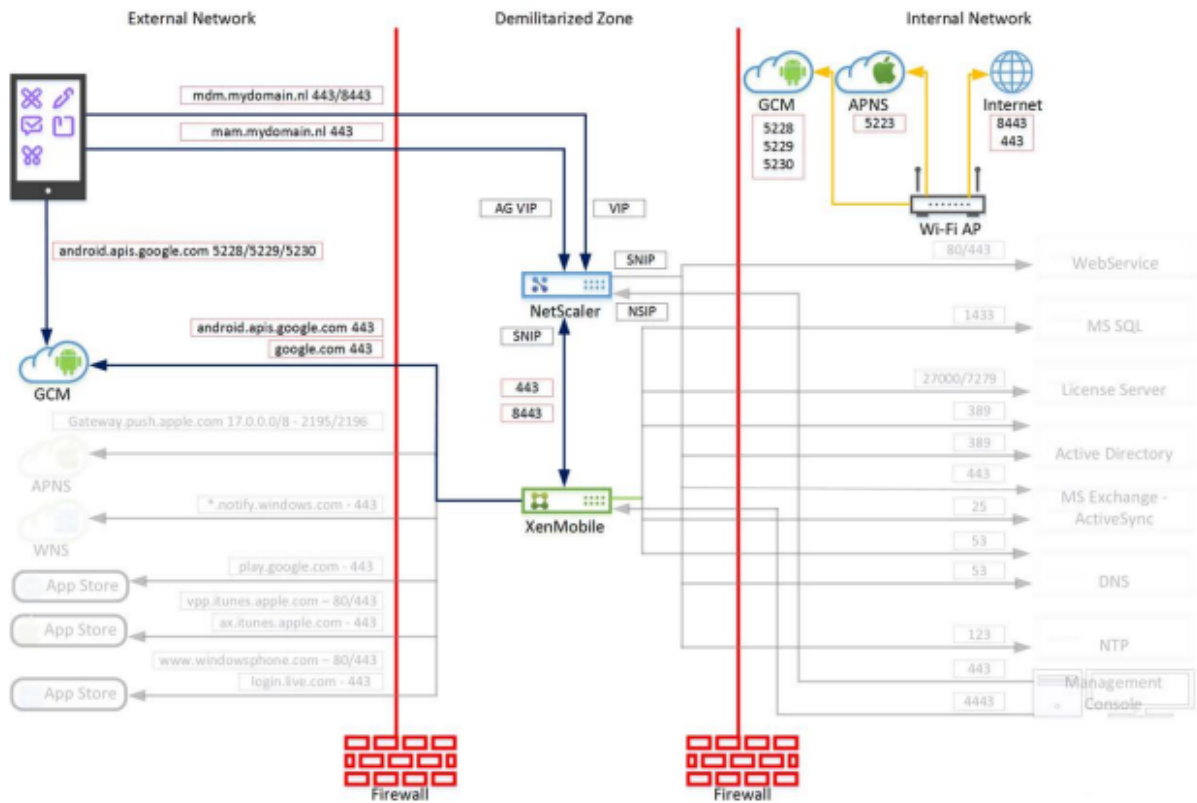 External Network
Demilitarized Zone
Internal Network
mdm.mydomain.nl 443/8443
mam.mydomain.nl 443
GCM
5228
5229
5230
APNS
5223
Internet
8443
443
Wi-Fi AP
AG VIP
VIP
android.apis.google.com 5228/5229/5230
SNIP
NetScaler
NSIP
SNIP
android.apis.google.com 443
google.com 443
GCM
443
8443
XenMobile
Gateway.push.apple.com 17.0.0.0/8 - 2195/2196
APNS
*.notify.windows.com - 443
WNS
play.google.com - 443
App Store
vpp.itunes.apple.com – 80/443
ax.itunes.apple.com - 443
App Store
www.windowsphone.com – 80/443
login.live.com - 443
App Store
80/443
WebService
1433
MS SQL
27000/7279
License Server
389
389
Active Directory
443
MS Exchange -
ActiveSync
25
53
53
DNS
123
NTP
443
Management
Console
4443
Firewall
Firewall